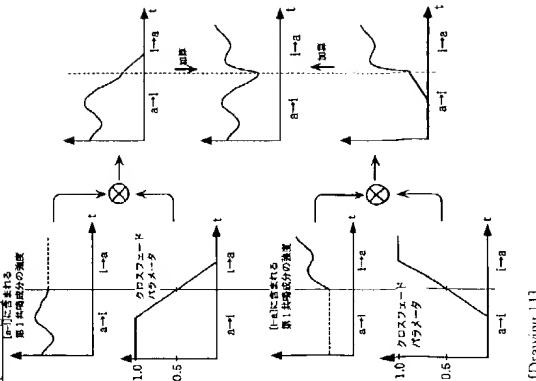 [a-i]に含まれる
第1共鳴成分の強度
a→i
i→a
t
1.0
0.5
クロスフェード
パラメータ
a→i
i→a
t
a→i
i→a
t
加算
a→i
i→a
t
[i-a]に含まれる
第1共鳴成分の強度
a→i
i→a
t
1.0
0.5
クロスフェード
パラメータ
a→i
i→a
t
加算
a→i
i→a
t
[Drawing 11]